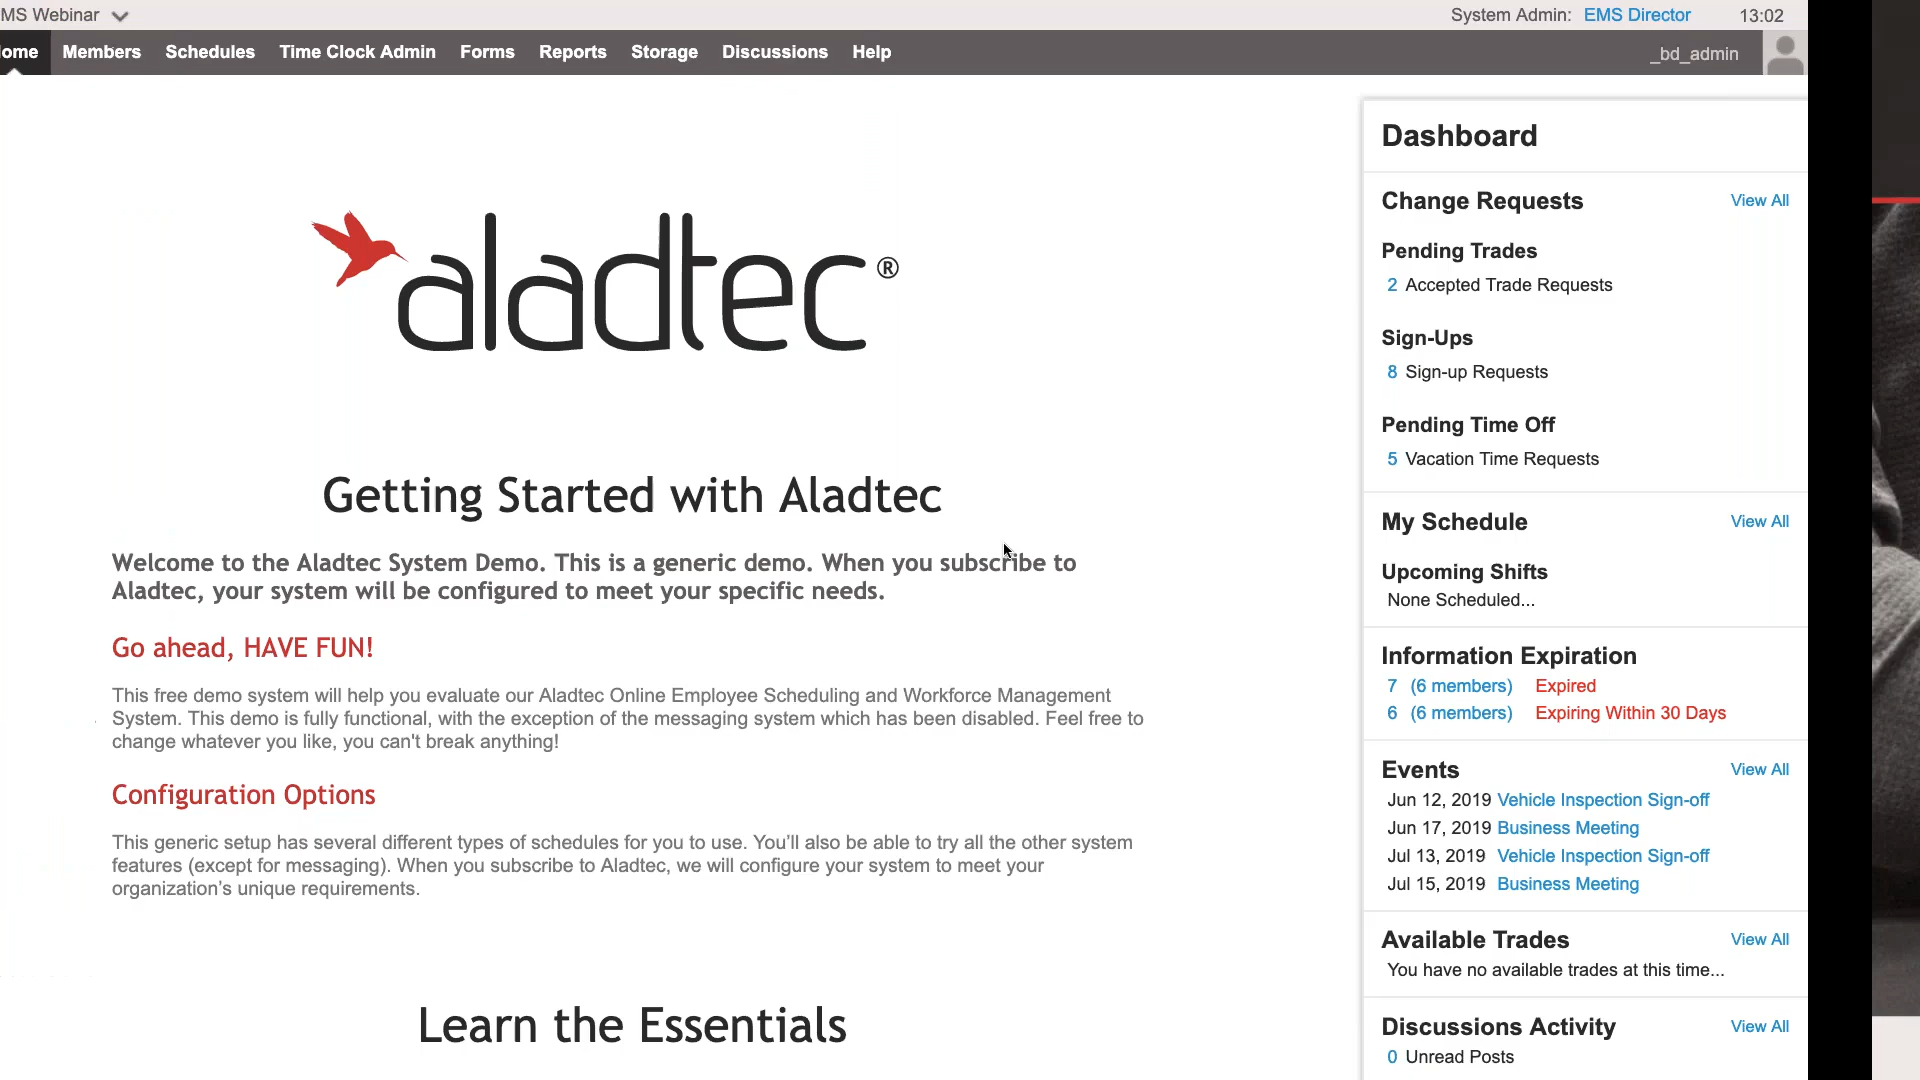 MS Webinar
System Admin: EMS Director 13:02
ome Members Schedules Time Clock Admin Forms Reports Storage Discussions Help
_bd_admin
aladtec®
Getting Started with Aladtec
Welcome to the Aladtec System Demo. This is a generic demo. When you subscribe to
Aladtec, your system will be configured to meet your specific needs.
Go ahead, HAVE FUN!
This free demo system will help you evaluate our Aladtec Online Employee Scheduling and Workforce Management
System. This demo is fully functional, with the exception of the messaging system which has been disabled. Feel free to
change whatever you like, you can't break anything!
Configuration Options
This generic setup has several different types of schedules for you to use. You’ll also be able to try all the other system
features (except for messaging). When you subscribe to Aladtec, we will configure your system to meet your
organization’s unique requirements.
Learn the Essentials
Dashboard
Change Requests View All
Pending Trades
2 Accepted Trade Requests
Sign-Ups
8 Sign-up Requests
Pending Time Off
5 Vacation Time Requests
My Schedule View All
Upcoming Shifts
None Scheduled...
Information Expiration
7 (6 members) Expired
6 (6 members) Expiring Within 30 Days
Events View All
Jun 12, 2019 Vehicle Inspection Sign-off
Jun 17, 2019 Business Meeting
Jul 13, 2019 Vehicle Inspection Sign-off
Jul 15, 2019 Business Meeting
Available Trades View All
You have no available trades at this time...
Discussions Activity View All
0 Unread Posts